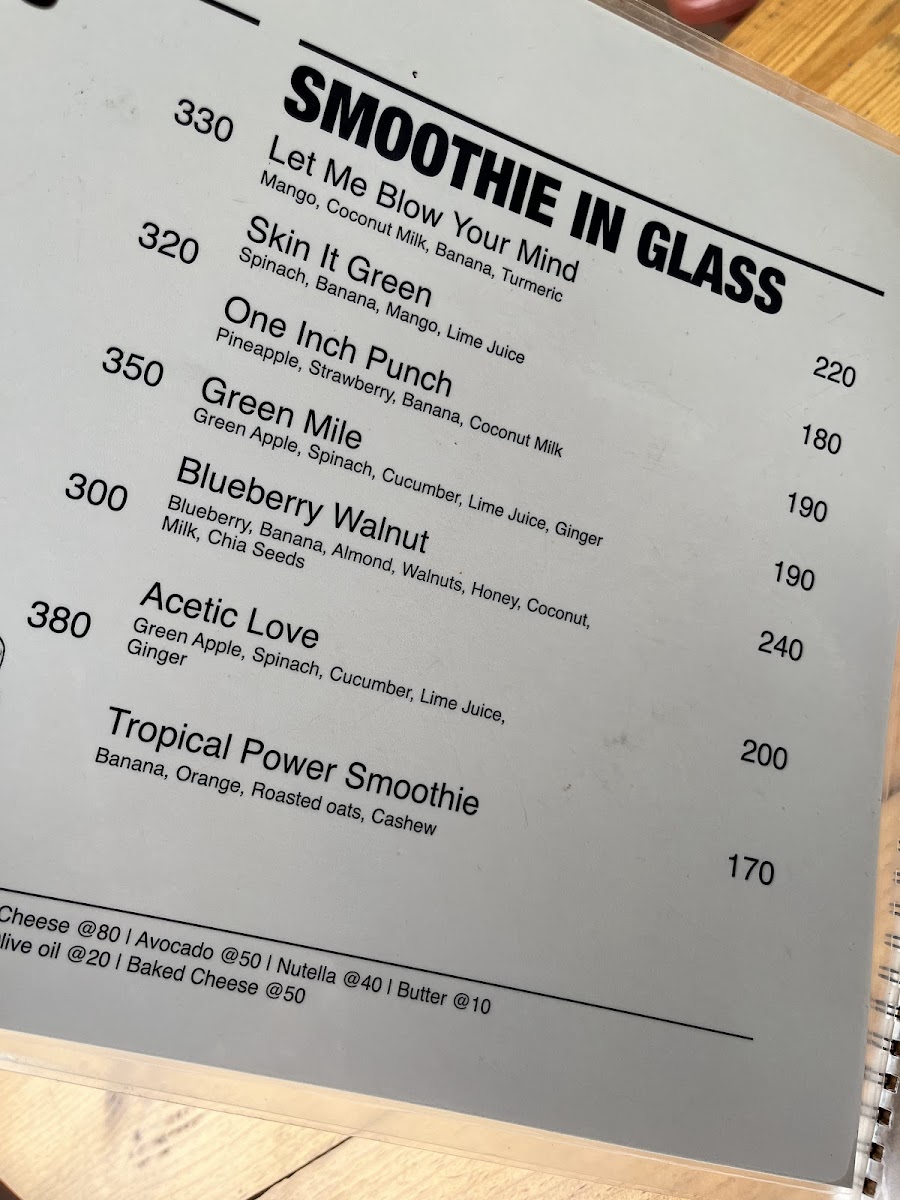 SMOOTHIE IN GLASS
330
320
350
300
380
Let Me Blow Your Mind 220
Mango, Coconut Milk, Banana, Turmeric
Skin It Green 180
Spinach, Banana, Mango, Lime Juice
One Inch Punch 190
Pineapple, Strawberry, Banana, Coconut Milk
Green Mile 190
Green Apple, Spinach, Cucumber, Lime Juice, Ginger
Blueberry Walnut 240
Blueberry, Banana, Almond, Walnuts, Honey, Coconut,
Milk, Chia Seeds
Acetic Love 200
Green Apple, Spinach, Cucumber, Lime Juice,
Ginger
Tropical Power Smoothie 170
Banana, Orange, Roasted oats, Cashew
Cheese @80 | Avocado @50 | Nutella @40 | Butter @10
oil @20 | Baked Cheese @50